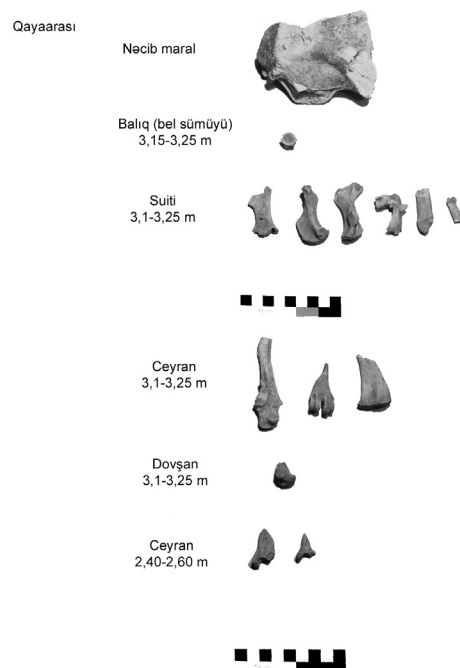 Qayaarası
Nəcib maral
Balıq (bel sümüyü)
3,15-3,25 m
Suiti
3,1-3,25 m
Ceyran
3,1-3,25 m
Dovşan
3,1-3,25 m
Ceyran
2,40-2,60 m